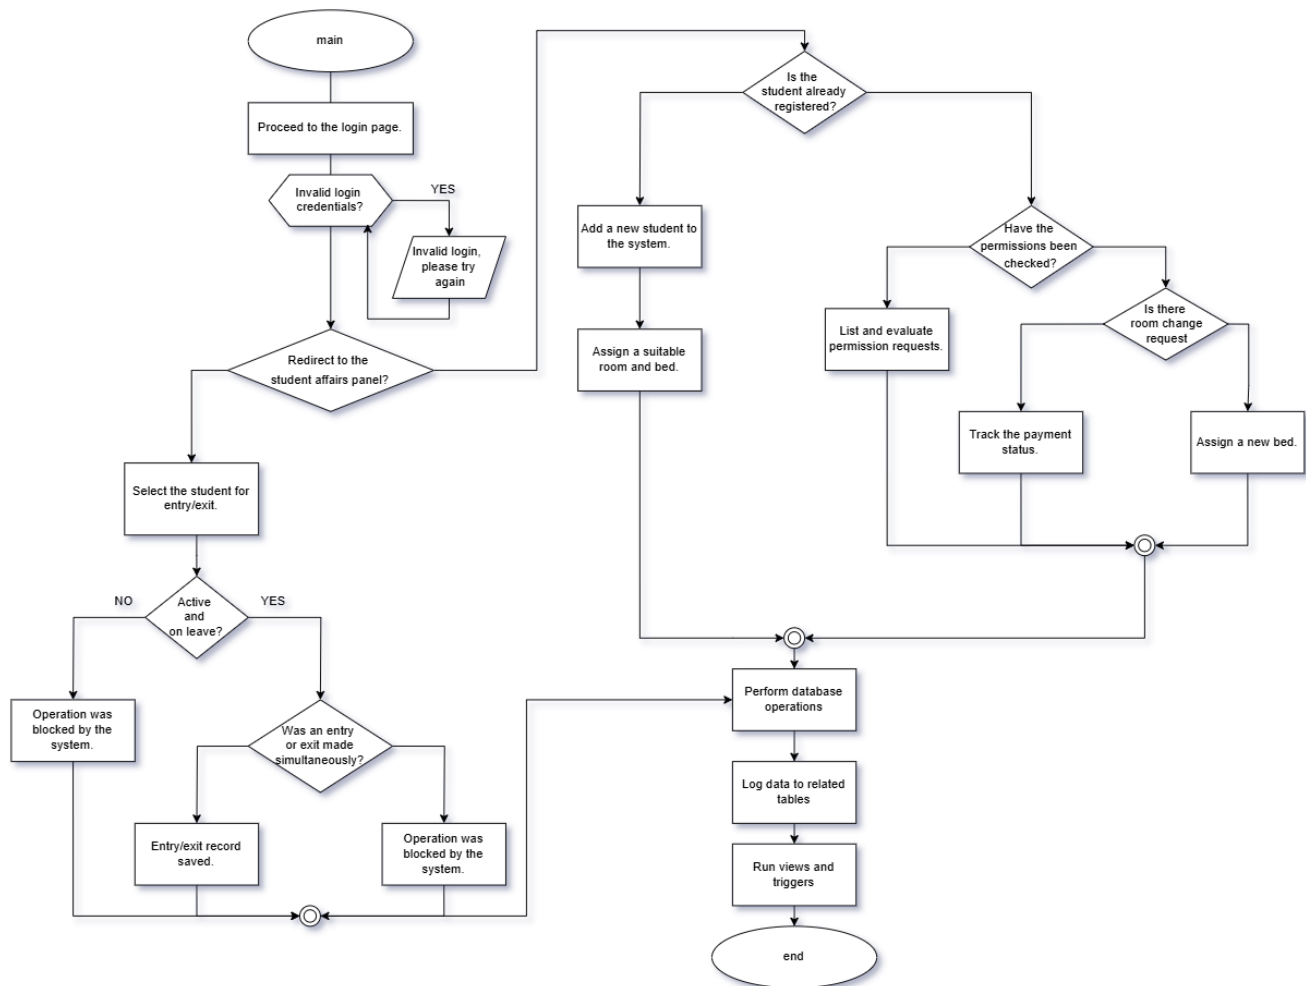 main
Proceed to the login page.
Invalid login
credentials?
YES
Invalid login,
please try
again
Redirect to the
student affairs panel?
Select the student for
entry/exit.
NO
Active
and
on leave?
YES
Operation was
blocked by the
system.
Was an entry
or exit made
simultaneously?
Entry/exit record
saved.
Operation was
blocked by the
system.
Is the
student already
registered?
Add a new student to
the system.
Assign a suitable
room and bed.
Have the
permissions been
checked?
List and evaluate
permission requests.
Is there
room change
request
Track the payment
status.
Assign a new bed.
Perform database
operations
Log data to related
tables
Run views and
triggers
end